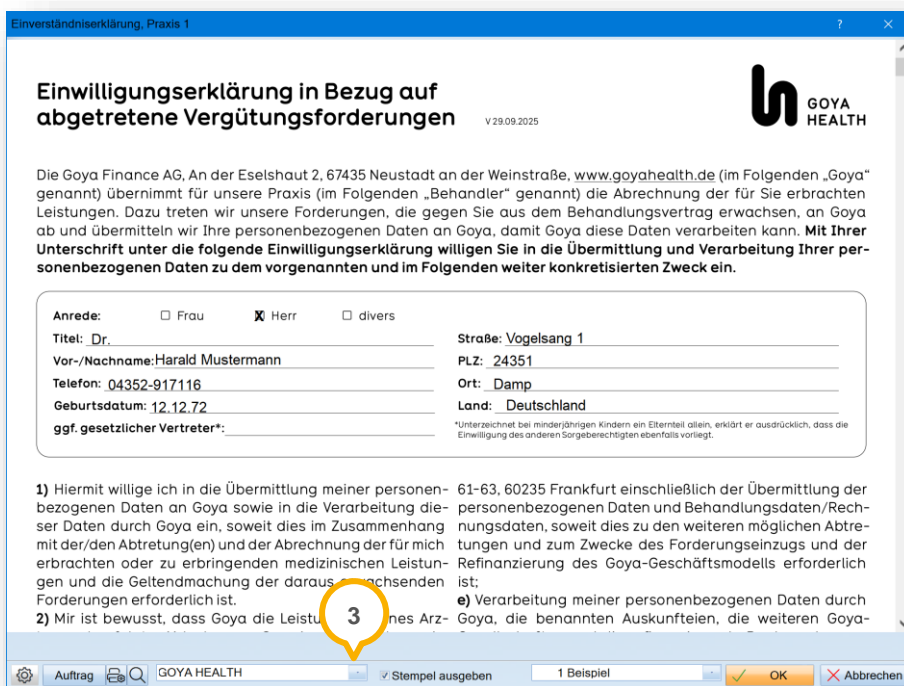 Einverständniserklärung, Praxis 1 ? ×
Einwilligungserklärung in Bezug auf
abgetretene Vergütungsforderungen V 29.09.2025
GOYA
HEALTH
Die Goya Finance AG, An der Eselshaut 2, 67435 Neustadt an der Weinstraße, www.goyahealth.de (im Folgenden „Goya“
genannt) übernimmt für unsere Praxis (im Folgenden „Behandler“ genannt) die Abrechnung der für Sie erbrachten
Leistungen. Dazu treten wir unsere Forderungen, die gegen Sie aus dem Behandlungsvertrag erwachsen, an Goya
ab und übermitteln wir Ihre personenbezogenen Daten an Goya, damit Goya diese Daten verarbeiten kann. Mit Ihrer
Unterschrift unter die folgende Einwilligungserklärung willigen Sie in die Übermittlung und Verarbeitung Ihrer per-
sonenbezogenen Daten zu dem vorgenannten und im Folgenden weiter konkretisierten Zweck ein.
Anrede: Frau X Herr divers
Titel: Dr.
Vor-/Nachname: Harald Mustermann
Telefon: 04352-917116
Geburtsdatum: 12.12.72
ggf. gesetzlicher Vertreter*:
Straße: Vogelsang 1
PLZ: 24351
Ort: Damp
Land: Deutschland
*Unterzeichnet bei minderjährigen Kindern ein Elternteil allein, erklärt er ausdrücklich, dass die
Einwilligung des anderen Sorgeberechtigten ebenfalls vorliegt.
1) Hiermit willige ich in die Übermittlung meiner personen-
bezogenen Daten an Goya sowie in die Verarbeitung die-
ser Daten durch Goya ein, soweit dies im Zusammenhang
mit der/den Abtretung(en) und der Abrechnung der für mich
erbrachten oder zu erbringenden medizinischen Leistun-
gen und die Geltendmachung der daraus
Forderungen erforderlich ist.
2) Mir ist bewusst, dass Goya die Arz-
61-63, 60235 Frankfurt einschließlich der Übermittlung der
personenbezogenen Daten und Behandlungsdaten/Rech-
nungsdaten, soweit dies zu den weiteren möglichen Abtre-
tungen und zum Zwecke des Forderungseinzugs und der
Refinanzierung des Goya-Geschäftsmodells erforderlich
ist;
e) Verarbeitung meiner personenbezogenen Daten durch
Goya, die benannten Auskunfteien, die weiteren Goya-
3
Auftrag GOYA HEALTH Stempel ausgeben 1 Beispiel OK Abbrechen